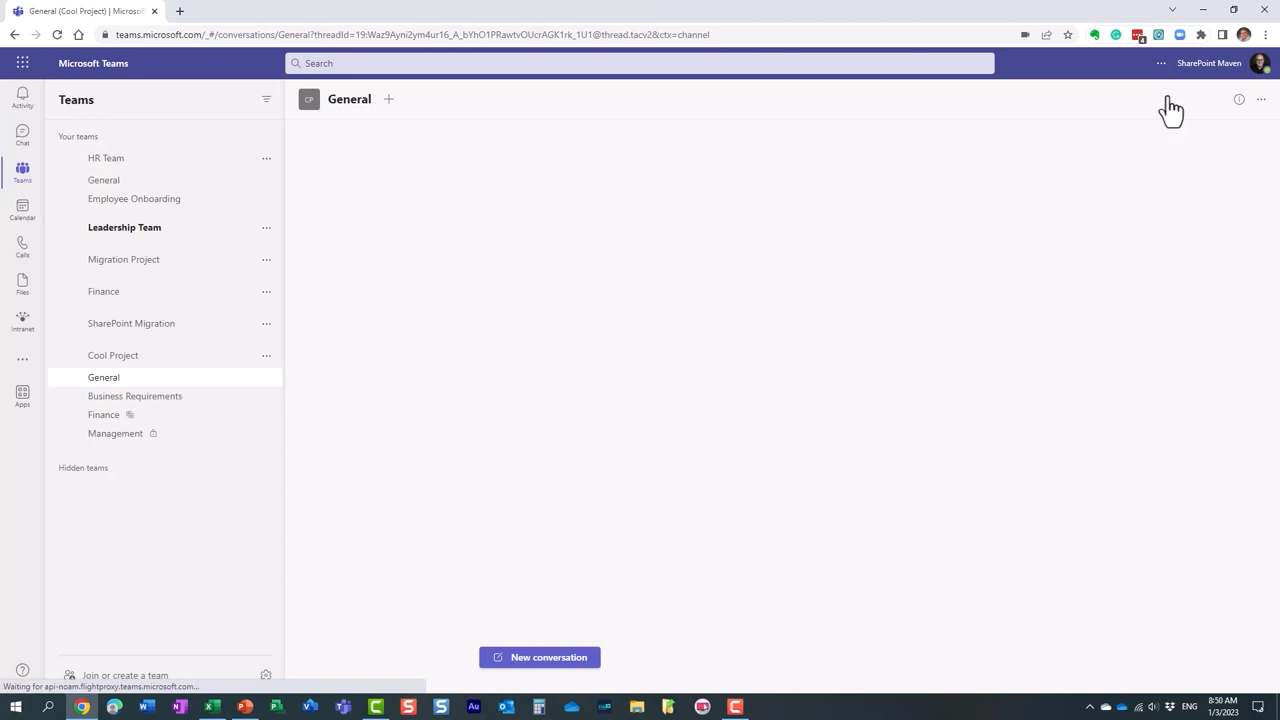 General (Cool Project) | Microsof
teams.microsoft.com/_#/conversations/General?threadId=19:Waz9Ayni2ym4ur16_A_bYhO1PRawtvOUcrAGK1rk_1U1@thread.tacv2&ctx=channel
4
Microsoft Teams
Search
SharePoint Maven
Activity
Chat
Teams
Calendar
Calls
Files
Intranet
Apps
Teams
Your teams
HR Team
General
Employee Onboarding
Leadership Team
Migration Project
Finance
SharePoint Migration
Cool Project
General
Business Requirements
Finance
Management
Hidden teams
Join or create a team
CP
General
New conversation
Waiting for api-noam.flightproxy.teams.microsoft.com...
ENG
8:50 AM
1/3/2023